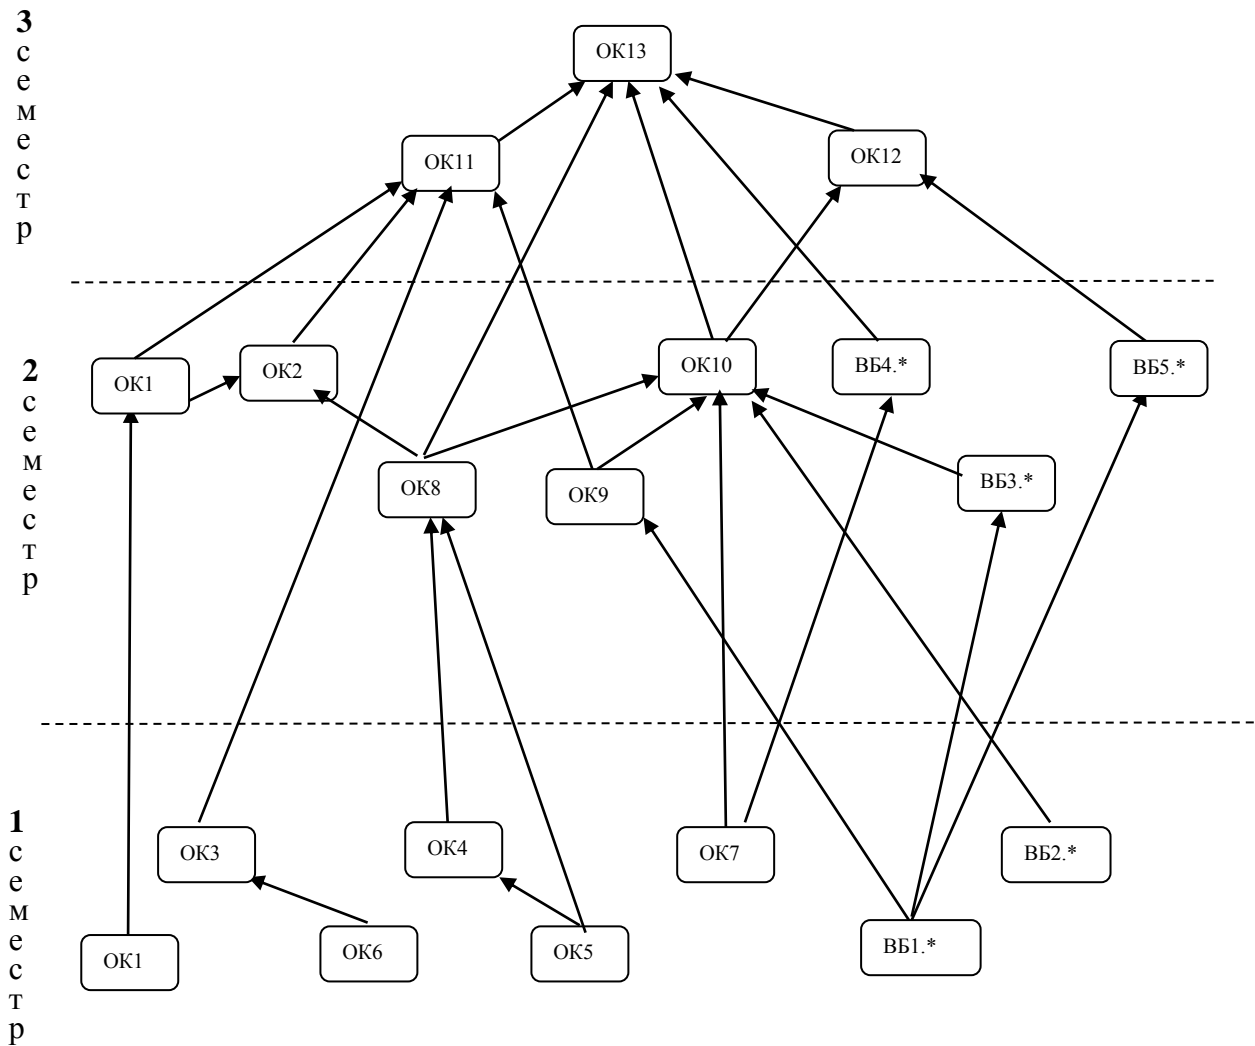 3
с
е
м
е
с
т
р
ОК13
ОК11
ОК12
2
с
е
м
е
с
т
р
ОК1
ОК2
ОК10
ВБ4.*
ВБ5.*
ОК8
ОК9
ВБ3.*
1
с
е
м
е
с
т
р
ОК3
ОК4
ОК7
ВБ2.*
ОК1
ОК6
ОК5
ВБ1.*